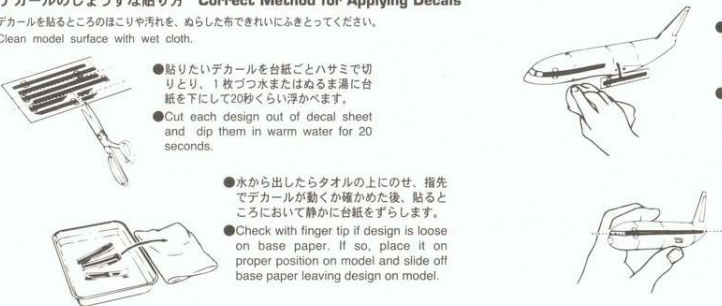 デカールのじょうずな貼り方 Correct Method for Applying Decals
デカールを貼るところのほこりや汚れを、ぬらした布できれいにふきとってください。
Clean model surface with wet cloth.
●貼りたいデカールを台紙ごとハサミで切
りとり、1枚づつ水またはぬるま湯に台
紙を下にして20秒くらい浮かべます。
●Cut each design out of decal sheet
and dip them in warm water for 20
seconds.
●水から出したらタオルの上にのせ、指先
でデカールが動くか確かめた後、貼ると
ころにおいて静かに台紙をずらします。
●Check with finger tip if design is loose
on base paper. If so, place it on
proper position on model and slide off
base paper leaving design on model.